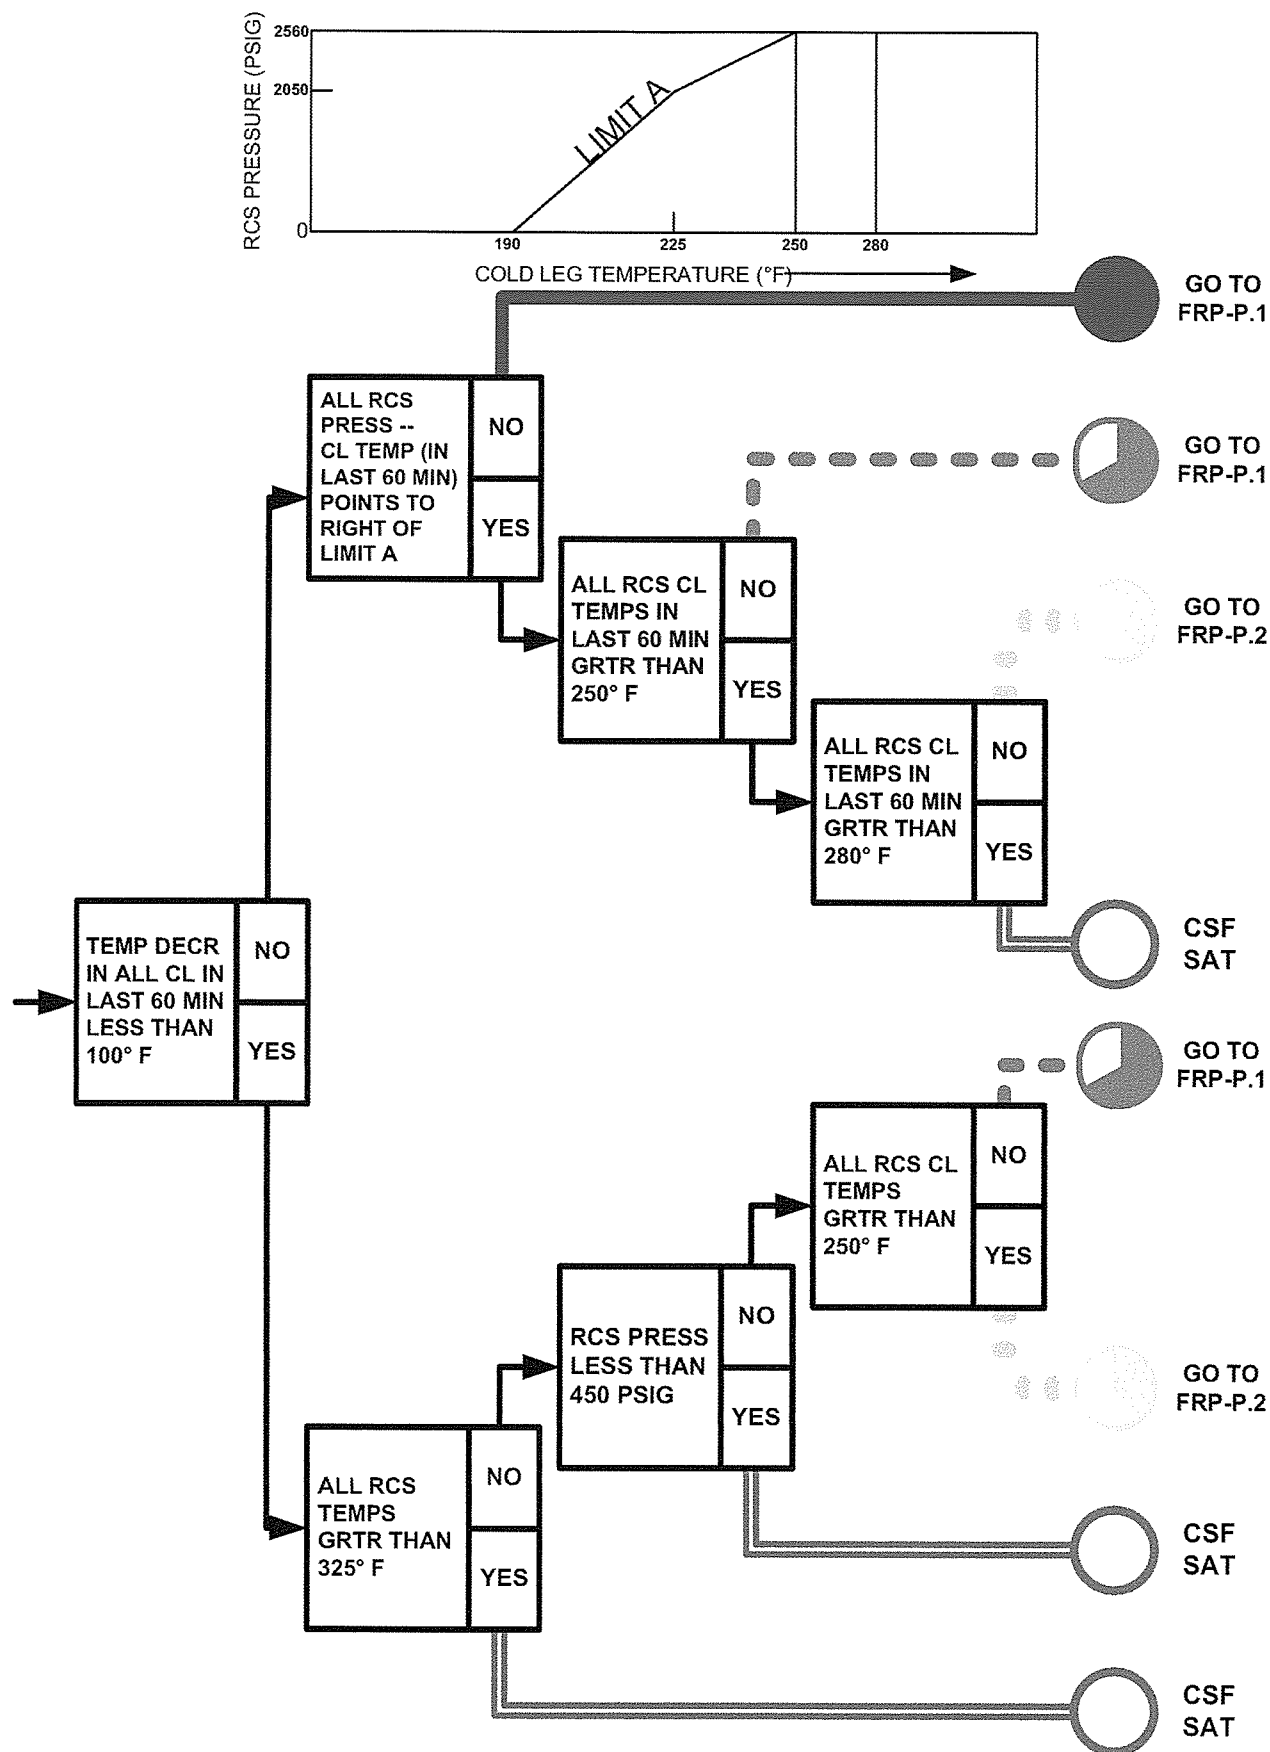 2560
2050
0
RCS PRESSURE (PSIG)
LIMIT A
190
225
250
280
COLD LEG TEMPERATURE (°F)
GO TO
FRP-P.1
ALL RCS
PRESS --
CL TEMP (IN
LAST 60 MIN)
POINTS TO
RIGHT OF
LIMIT A
NO
YES
GO TO
FRP-P.1
ALL RCS CL
TEMPS IN
LAST 60 MIN
GRTR THAN
250° F
NO
YES
GO TO
FRP-P.2
ALL RCS CL
TEMPS IN
LAST 60 MIN
GRTR THAN
280° F
NO
YES
CSF
SAT
TEMP DECR
IN ALL CL IN
LAST 60 MIN
LESS THAN
100° F
NO
YES
GO TO
FRP-P.1
ALL RCS CL
TEMPS
GRTR THAN
250° F
NO
YES
GO TO
FRP-P.2
RCS PRESS
LESS THAN
450 PSIG
NO
YES
CSF
SAT
ALL RCS
TEMPS
GRTR THAN
325° F
NO
YES
CSF
SAT